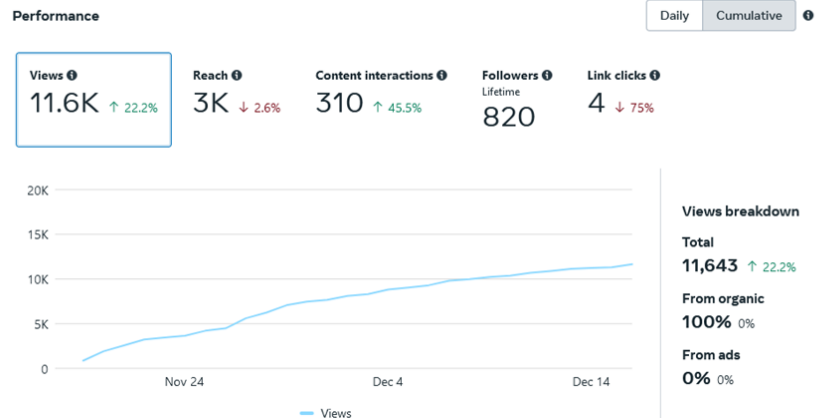 Performance
Daily Cumulative
Views
11.6K ↑ 22.2%
Reach
3K ↓ 2.6%
Content interactions
310 ↑ 45.5%
Followers
Lifetime
820
Link clicks
4 ↓ 75%
20K
15K
10K
5K
0
Nov 24 Dec 4 Dec 14
Views
Views breakdown
Total
11,643 ↑ 22.2%
From organic
100% 0%
From ads
0% 0%